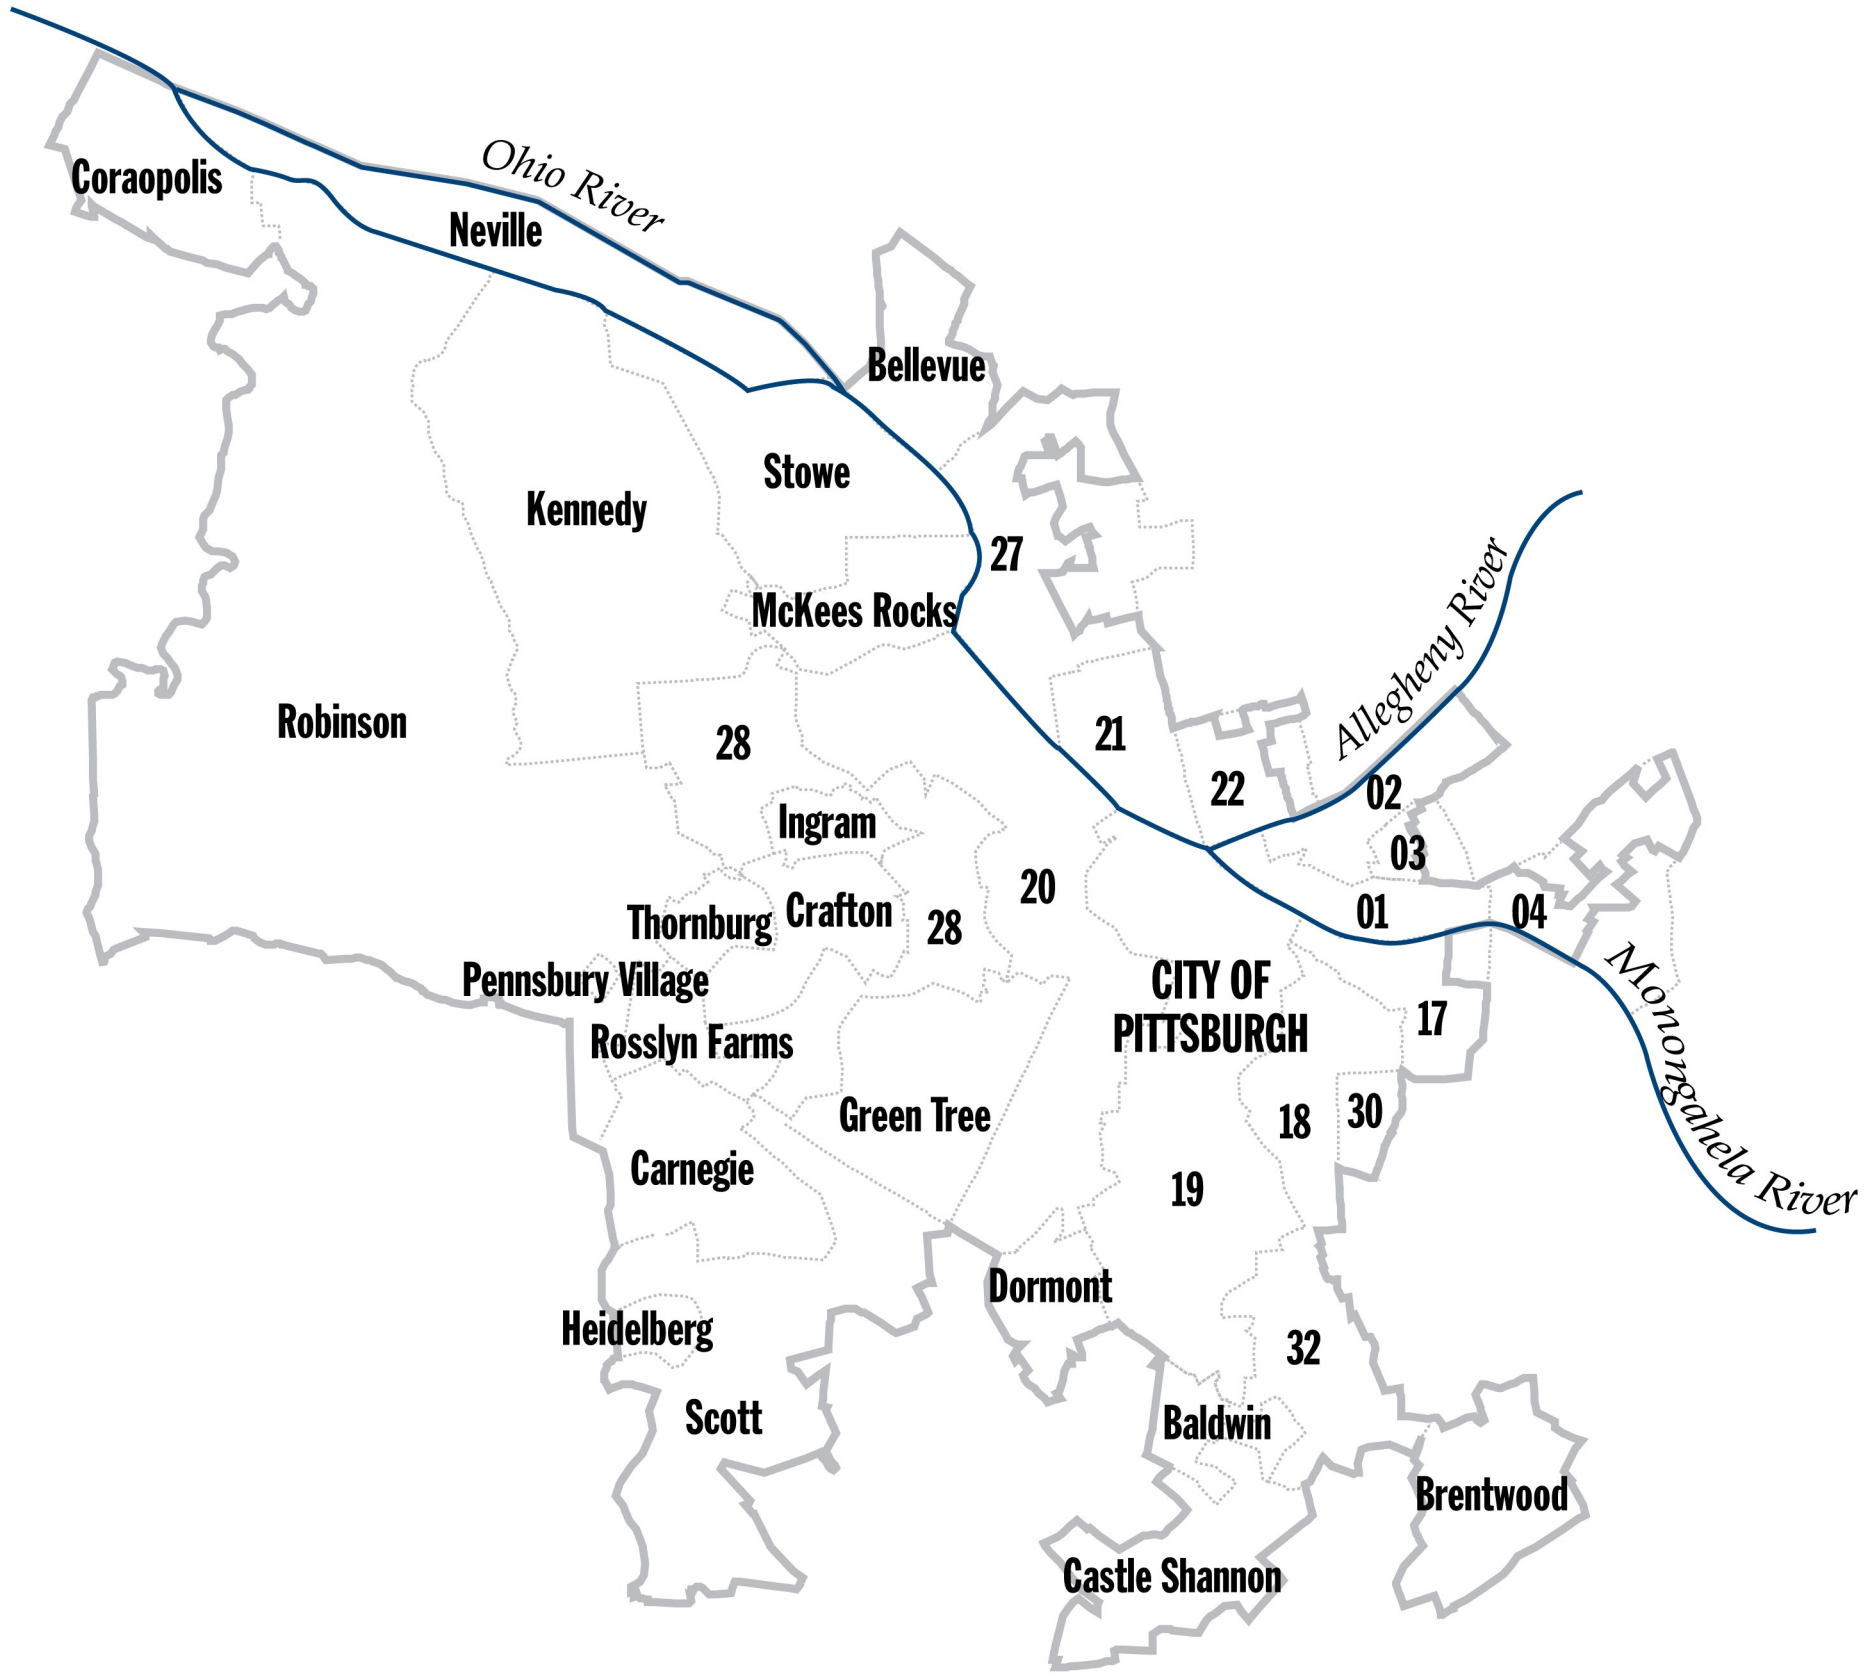 Ohio River
Coraopolis
Neville
Bellevue
Stowe
Kennedy
27
McKees Rocks
Allegheny River
Robinson
28
21
22
02
Ingram
03
20
Thornburg
Crafton
28
01
04
Pennsbury Village
CITY OF
PITTSBURGH
17
Monongahela River
Rosslyn Farms
Green Tree
18
30
Carnegie
19
Dormont
Heidelberg
32
Scott
Baldwin
Brentwood
Castle Shannon